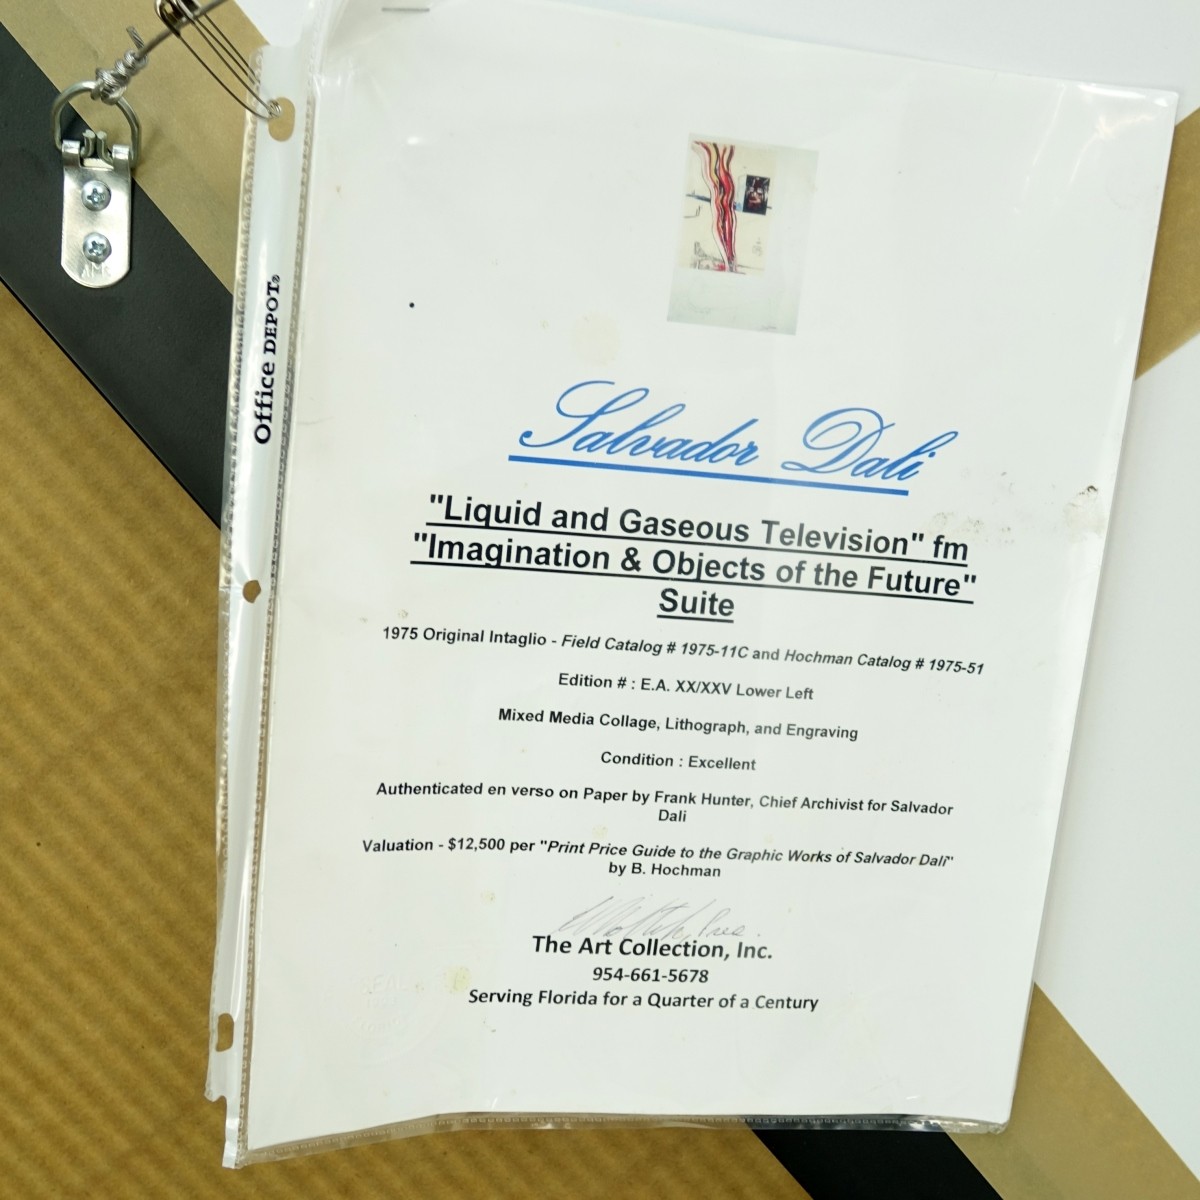 AMS
Office DEPOT®
Salvador Dali
"Liquid and Gaseous Television" fm
"Imagination & Objects of the Future"
Suite
1975 Original Intaglio - Field Catalog # 1975-11C and Hochman Catalog # 1975-51
Edition # : E.A. XX/XXV Lower Left
Mixed Media Collage, Lithograph, and Engraving
Condition : Excellent
Authenticated en verso on Paper by Frank Hunter, Chief Archivist for Salvador
Dali
Valuation - $12,500 per "Print Price Guide to the Graphic Works of Salvador Dali"
by B. Hochman
Pres.
The Art Collection, Inc.
954-661-5678
Serving Florida for a Quarter of a Century
SEAL